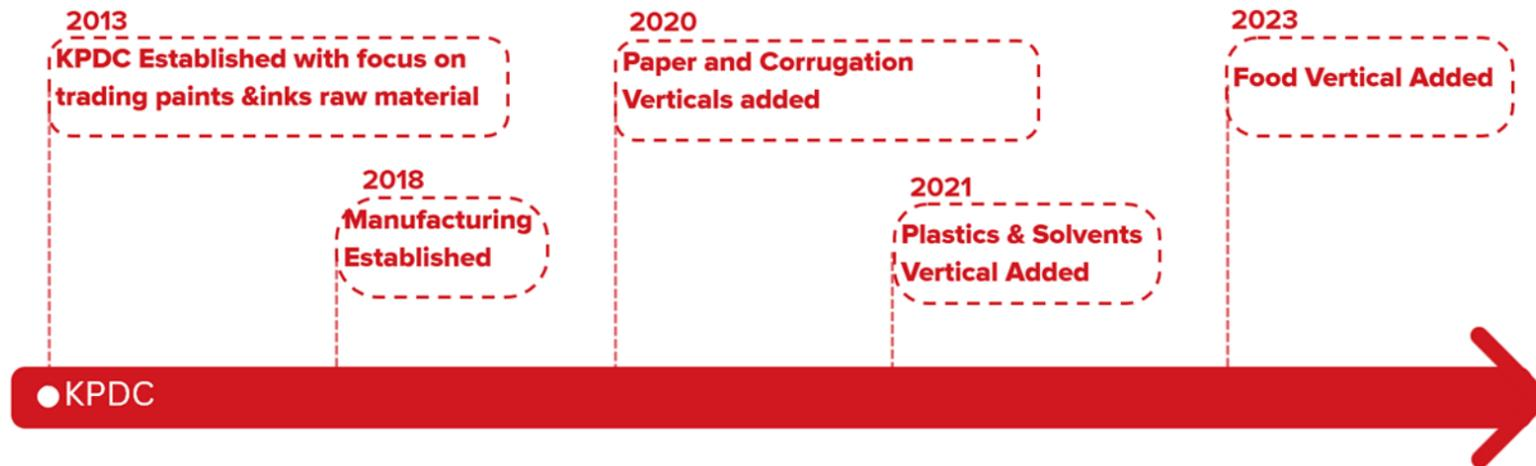 2013
KPDC Established with focus on
trading paints &inks raw material
2018
Manufacturing
Established
2020
Paper and Corrugation
Verticals added
2021
Plastics & Solvents
Vertical Added
2023
Food Vertical Added
KPDC